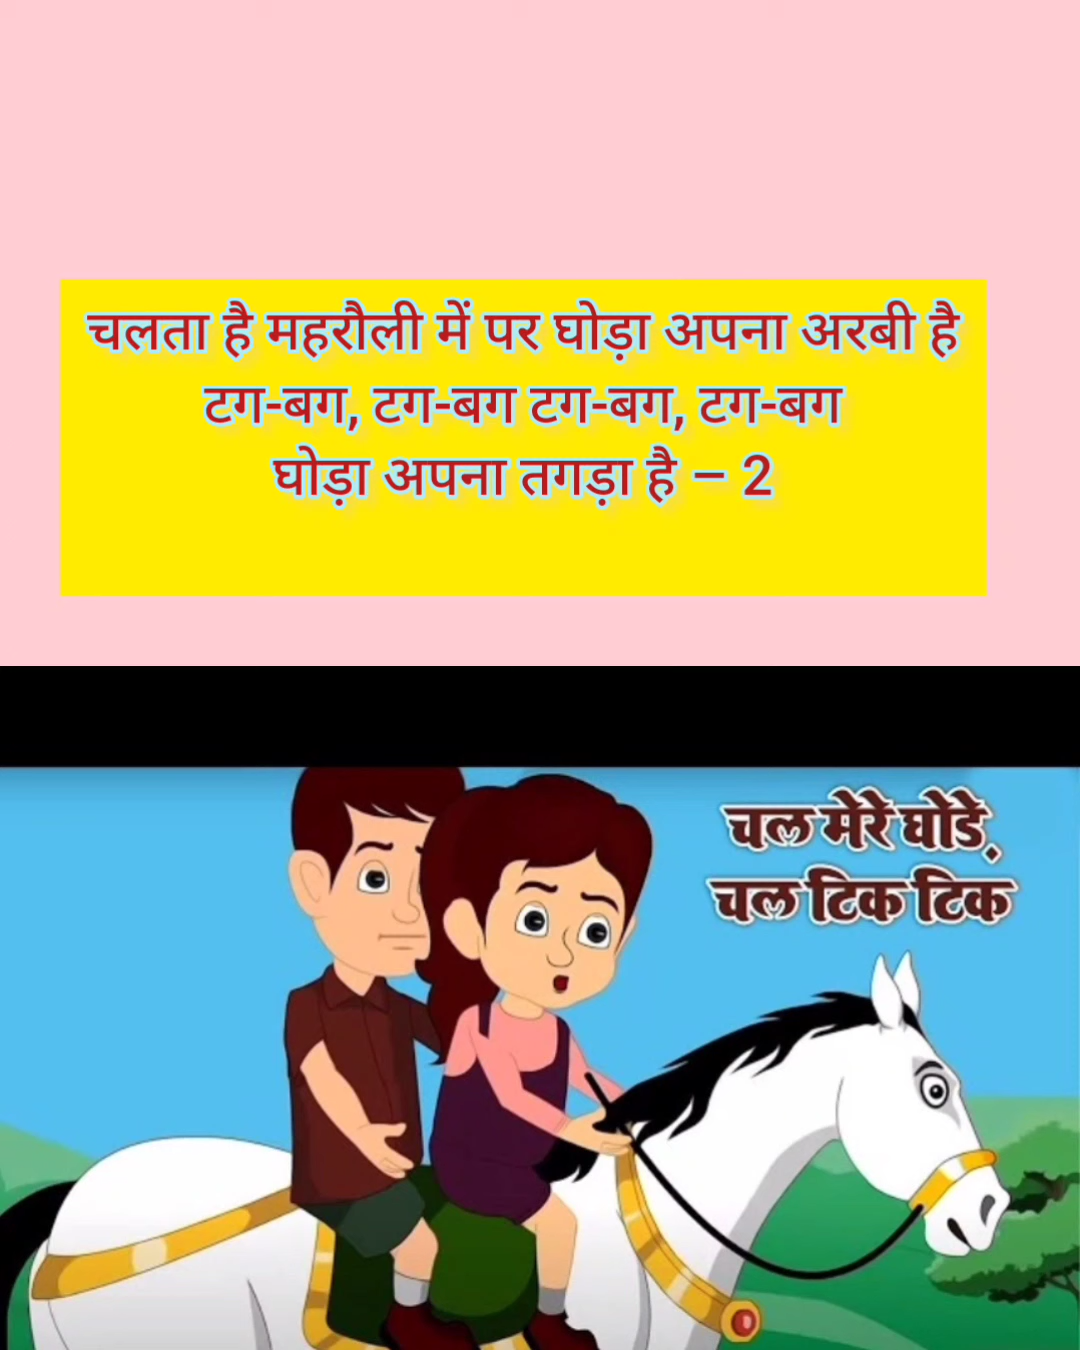 चलता है महरौली में पर घोड़ा अपना अरबी है
टग-बग, टग-बग टग-बग, टग-बग
घोड़ा अपना तगड़ा है – 2
चल मेरे घोडे़
चल टिक टिक